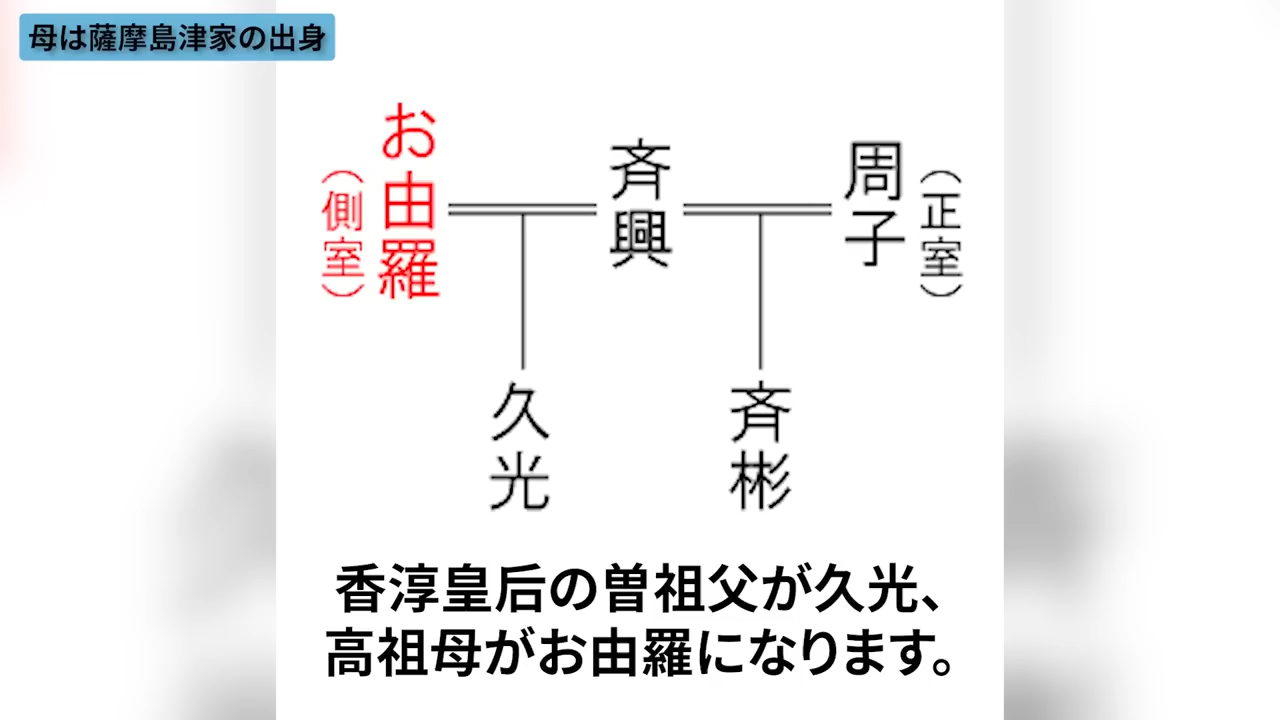 母は薩摩島津家の出身
お由羅
（側室）
斉興
周子
（正室）
久光
斉彬
香淳皇后の曽祖父が久光、
高祖母がお由羅になります。